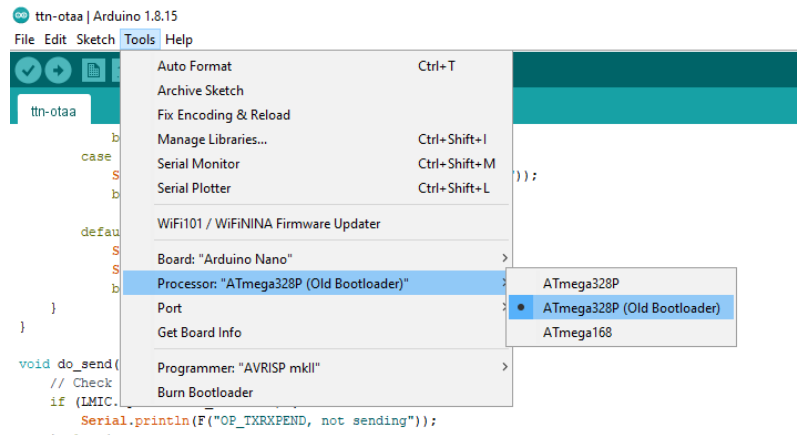 ttn-otaa | Arduino 1.8.15
File Edit Sketch Tools Help
ttn-otaa
Auto Format Ctrl+T
Archive Sketch
Fix Encoding & Reload
Manage Libraries... Ctrl+Shift+I
Serial Monitor Ctrl+Shift+M
Serial Plotter Ctrl+Shift+L
WiFi101 / WiFiNINA Firmware Updater
Board: "Arduino Nano"
Processor: "ATmega328P (Old Bootloader)"
Port
Get Board Info
Programmer: "AVRISP mkII"
Burn Bootloader
ATmega328P
ATmega328P (Old Bootloader)
ATmega168
b
case
S "));
b
defau
S
S
b
}
}
void do_send(
// Check
if (LMIC.
Serial.println(F("OP_TXRXPEND, not sending"));